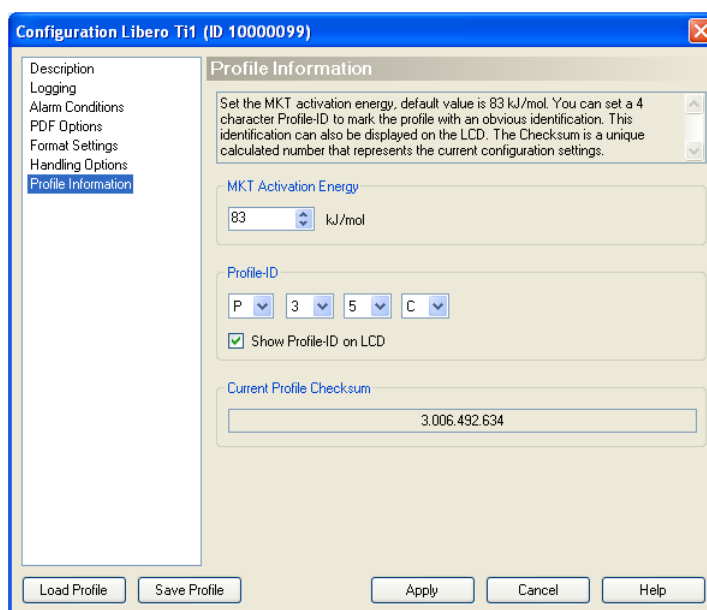 Configuration Libero Ti1 (ID 10000099)
Description
Logging
Alarm Conditions
PDF Options
Format Settings
Handling Options
Profile Information
Profile Information
Set the MKT activation energy, default value is 83 kJ/mol. You can set a 4
character Profile-ID to mark the profile with an obvious identification. This
identification can also be displayed on the LCD. The Checksum is a unique
calculated number that represents the current configuration settings.
MKT Activation Energy
83 kJ/mol
Profile-ID
P 3 5 C
Show Profile-ID on LCD
Current Profile Checksum
3.006.492.634
Load Profile Save Profile Apply Cancel Help